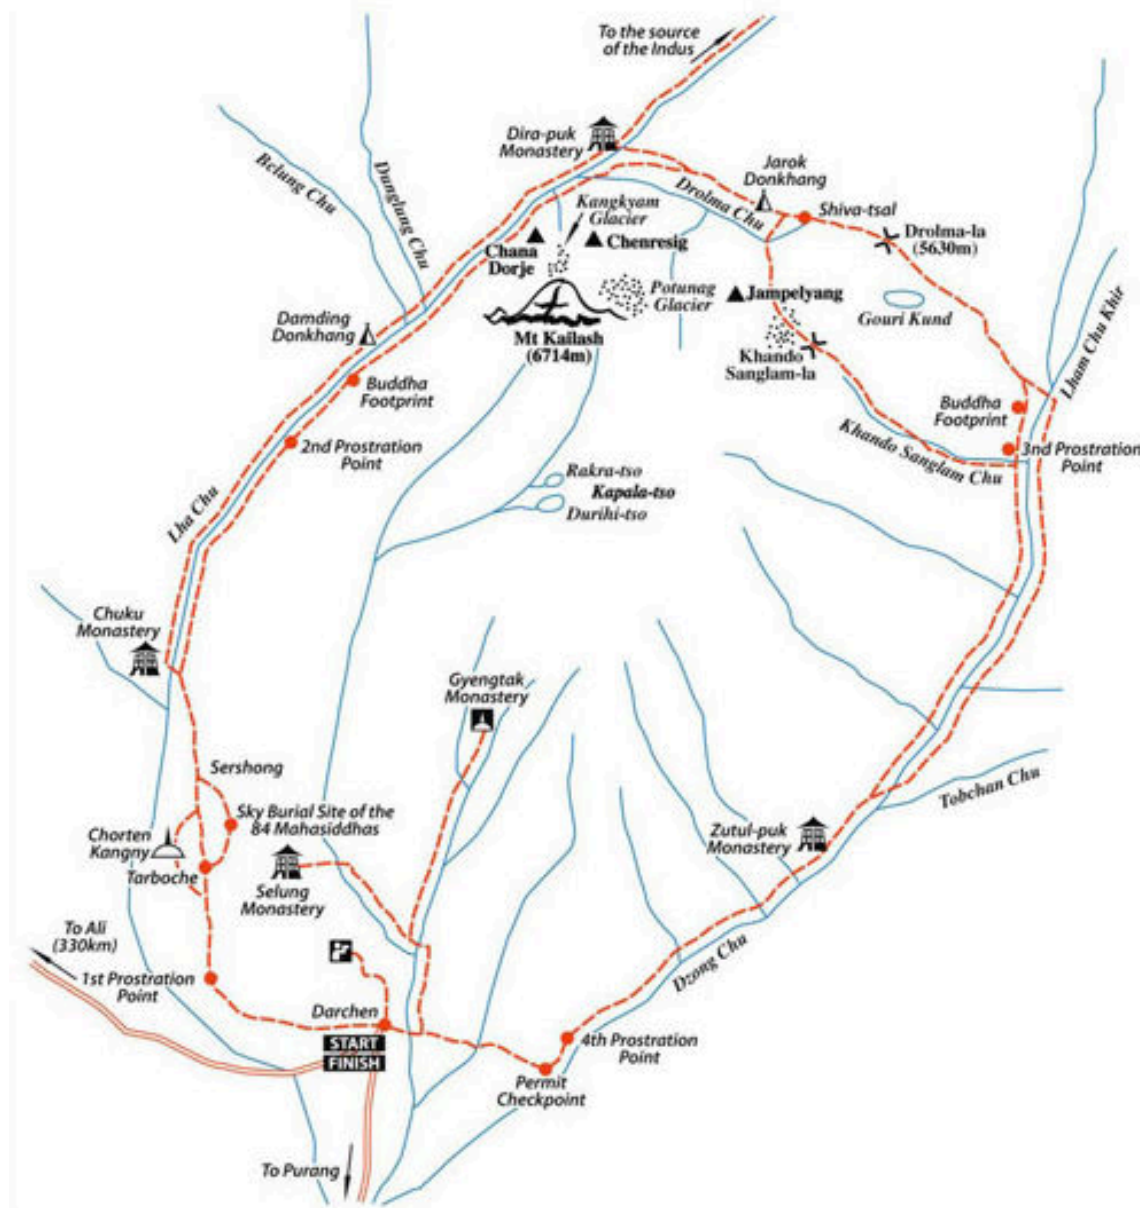 To the source
of the Indus
Dira-puk
Monastery
Belung Chu
Dunglung Chu
Kangkyam
Glacier
Drolma Chu
Jarok
Donkhang
Shiva-tsal
Drolma-la
(5630m)
Chana
Dorje
Chenresig
Potunag
Glacier
Jampelyang
Gouri Kund
Mt Kailash
(6714m)
Khando
Sanglam-la
Lham Chu Khir
Damding
Donkhang
Buddha
Footprint
2nd Prostration
Point
Buddha
Footprint
3nd Prostration
Point
Khando Sanglam Chu
Rakra-tso
Kapala-tso
Durihi-tso
Lha Chu
Chuku
Monastery
Gyengtak
Monastery
Sershong
Sky Burial Site of the
84 Mahasiddhas
Chorten
Kangny
Tarboche
Selung
Monastery
Zutul-puk
Monastery
Tobchan Chu
To Ali
(330km)
1st Prostration
Point
Dzong Chu
Darchen
START
FINISH
4th Prostration
Point
Permit
Checkpoint
To Purang